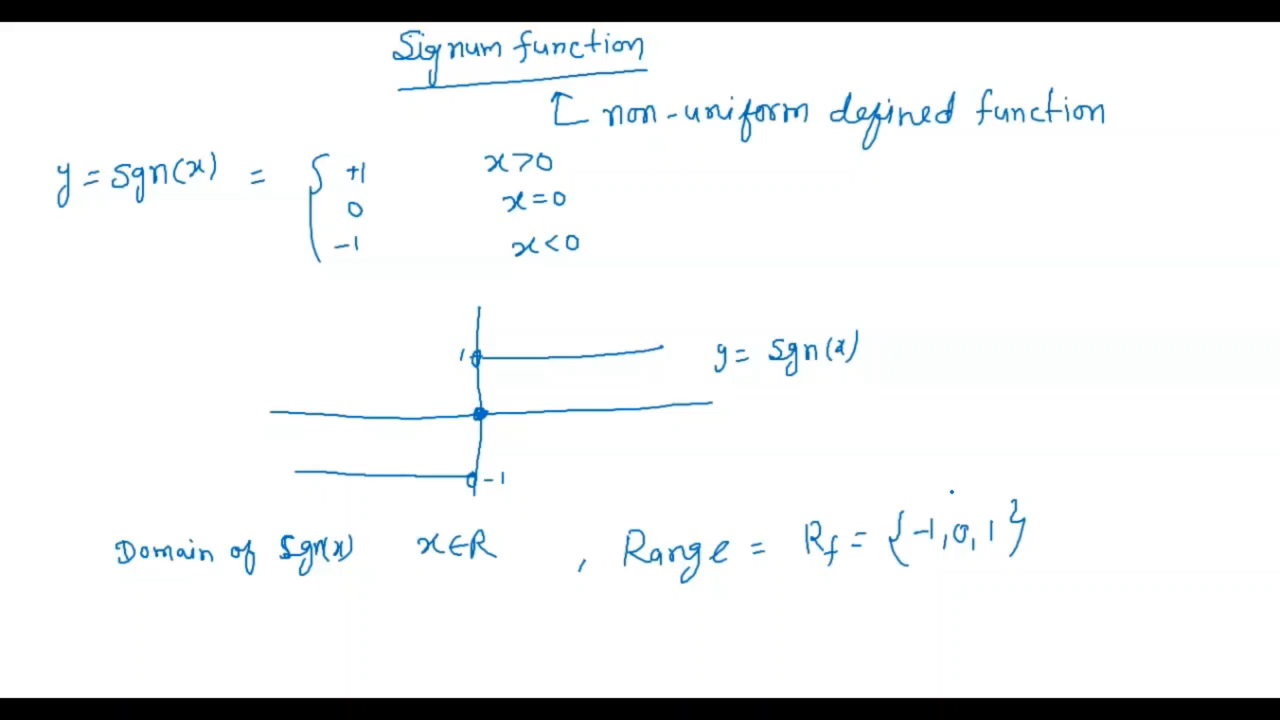 Signum function
non-uniform defined function
y = sgn(x) = { +1 x > 0
0 x = 0
-1 x < 0
1
y = sgn(x)
-1
Domain of sgn(x) x ∈ R , Range = Rf = {-1, 0, 1}